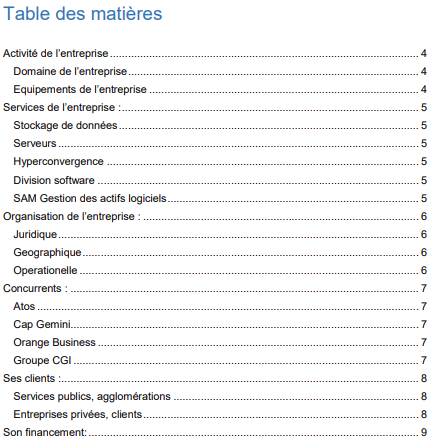 Table des matières
Activité de l'entreprise 4
Domaine de l'entreprise 4
Equipements de l'entreprise 4
Services de l'entreprise : 5
Stockage de données 5
Serveurs 5
Hyperconvergence 5
Division software 5
SAM Gestion des actifs logiciels 5
Organisation de l'entreprise : 6
Juridique 6
Geographique 6
Operationelle 6
Concurrents : 7
Atos 7
Cap Gemini 7
Orange Business 7
Groupe CGI 7
Ses clients : 8
Services publics, agglomérations 8
Entreprises privées, clients 8
Son financement: 9